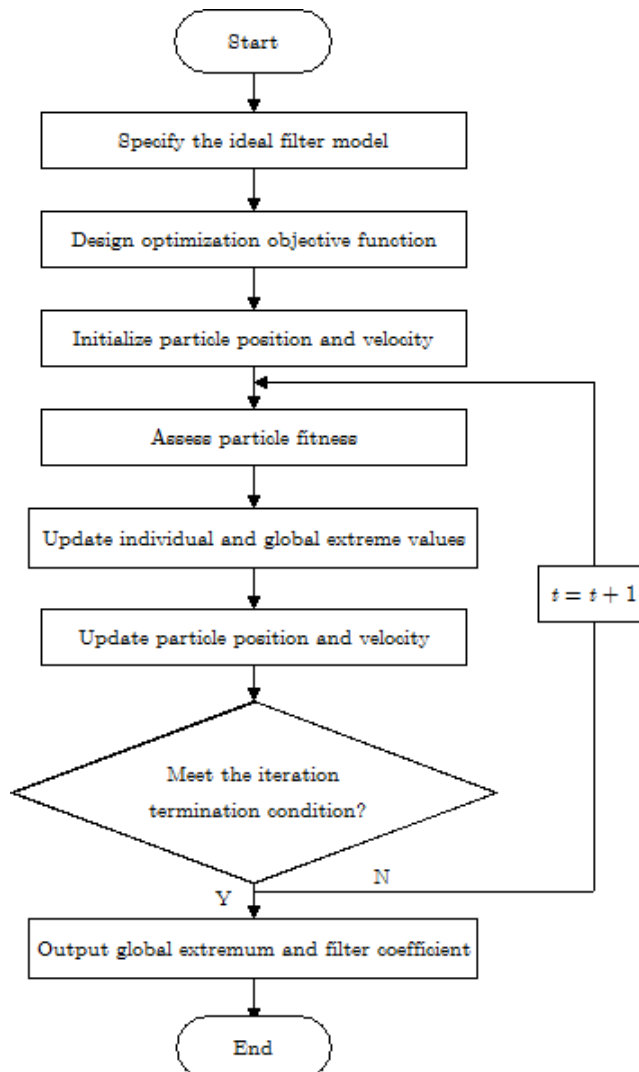 Start
Specify the ideal filter model
Design optimization objective function
Initialize particle position and velocity
Assess particle fitness
Update individual and global extreme values
t = t + 1
Update particle position and velocity
Meet the iteration
termination condition?
N
Y
Output global extremum and filter coefficient
End